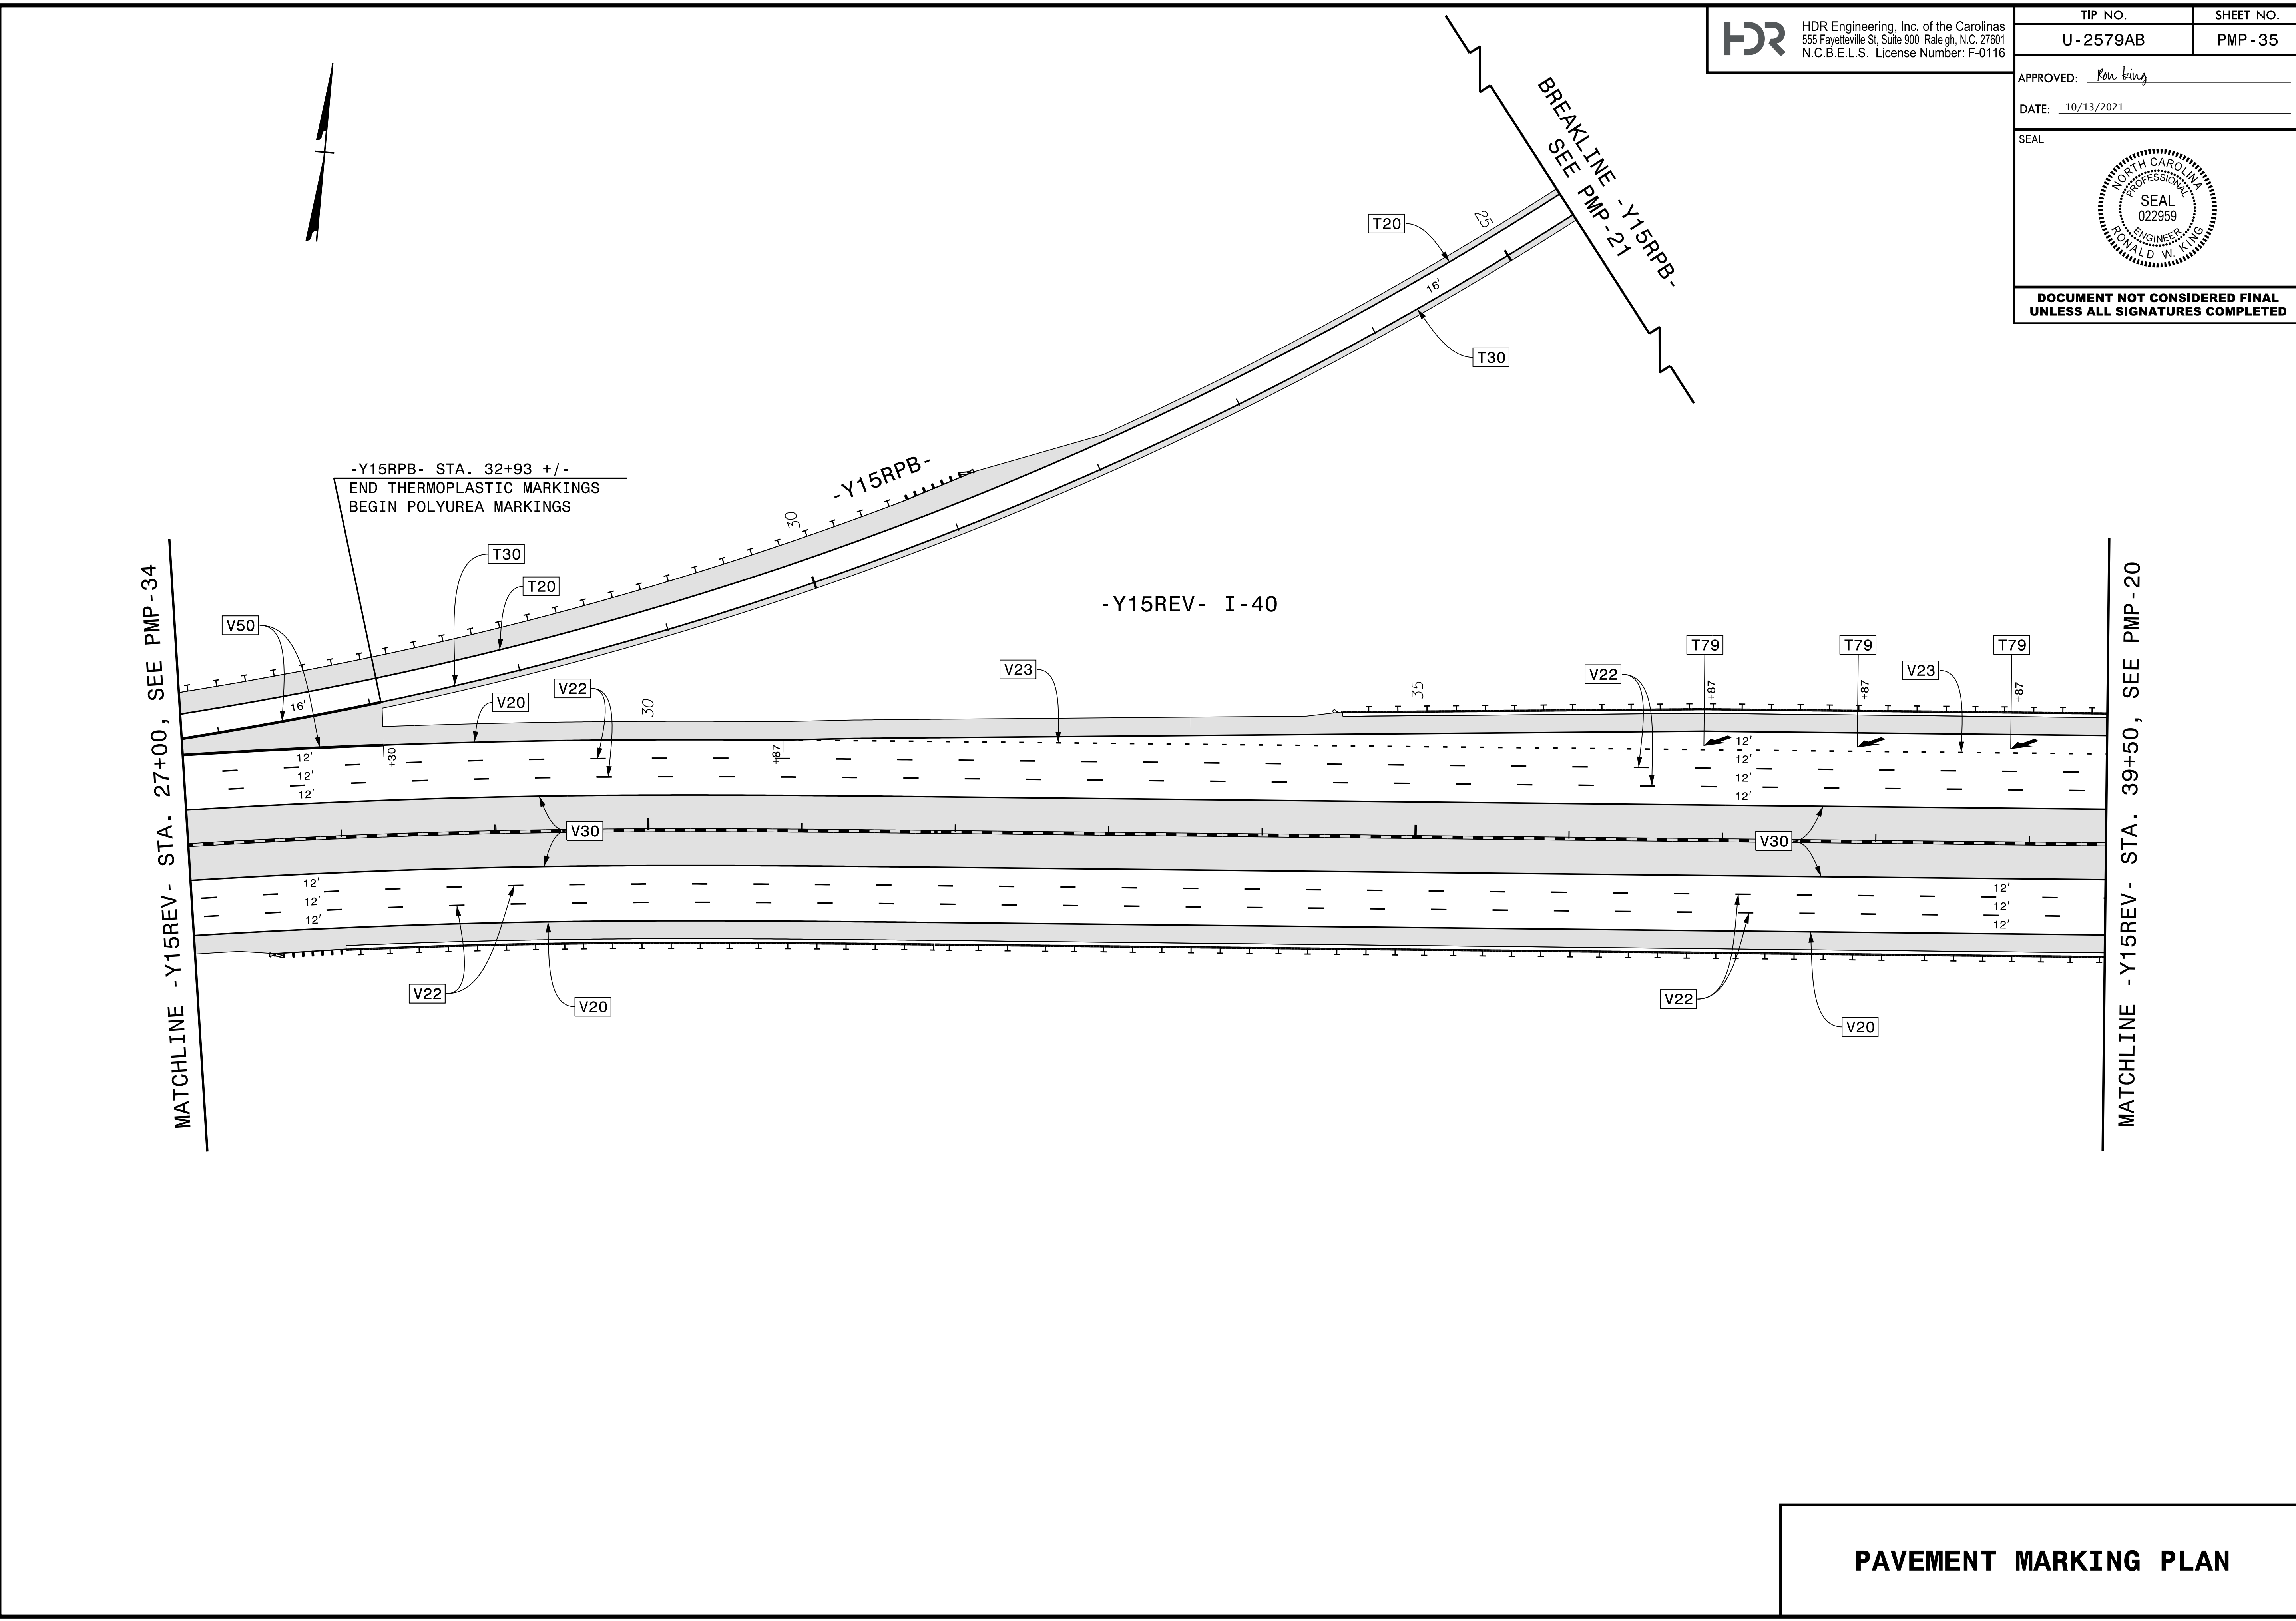 HDR
HDR Engineering, Inc. of the Carolinas
555 Fayetteville St, Suite 900 Raleigh, N.C. 27601
N.C.B.E.L.S. License Number: F-0116
TIP NO.
SHEET NO.
U-2579AB
PMP-35
APPROVED: Ron King
DATE: 10/13/2021
SEAL
NORTH CAROLINA
PROFESSIONAL
SEAL
022959
ENGINEER
RONALD W. KING
DOCUMENT NOT CONSIDERED FINAL
UNLESS ALL SIGNATURES COMPLETED
BREAKLINE -Y15RPB-
SEE PMP-21
T20
25
16'
T30
-Y15RPB- STA. 32+93 +/-
END THERMOPLASTIC MARKINGS
BEGIN POLYUREA MARKINGS
-Y15RPB-
30
T30
T20
V50
16'
-Y15REV- I-40
V20
V22
30
V23
35
V22
T79
T79
V23
T79
+87
+87
+87
+30
+87
12'
12'
12'
12'
12'
12'
12'
V30
V30
12'
12'
12'
12'
12'
12'
V22
V20
V22
V20
MATCHLINE -Y15REV- STA. 27+00, SEE PMP-34
MATCHLINE -Y15REV- STA. 39+50, SEE PMP-20
PAVEMENT MARKING PLAN